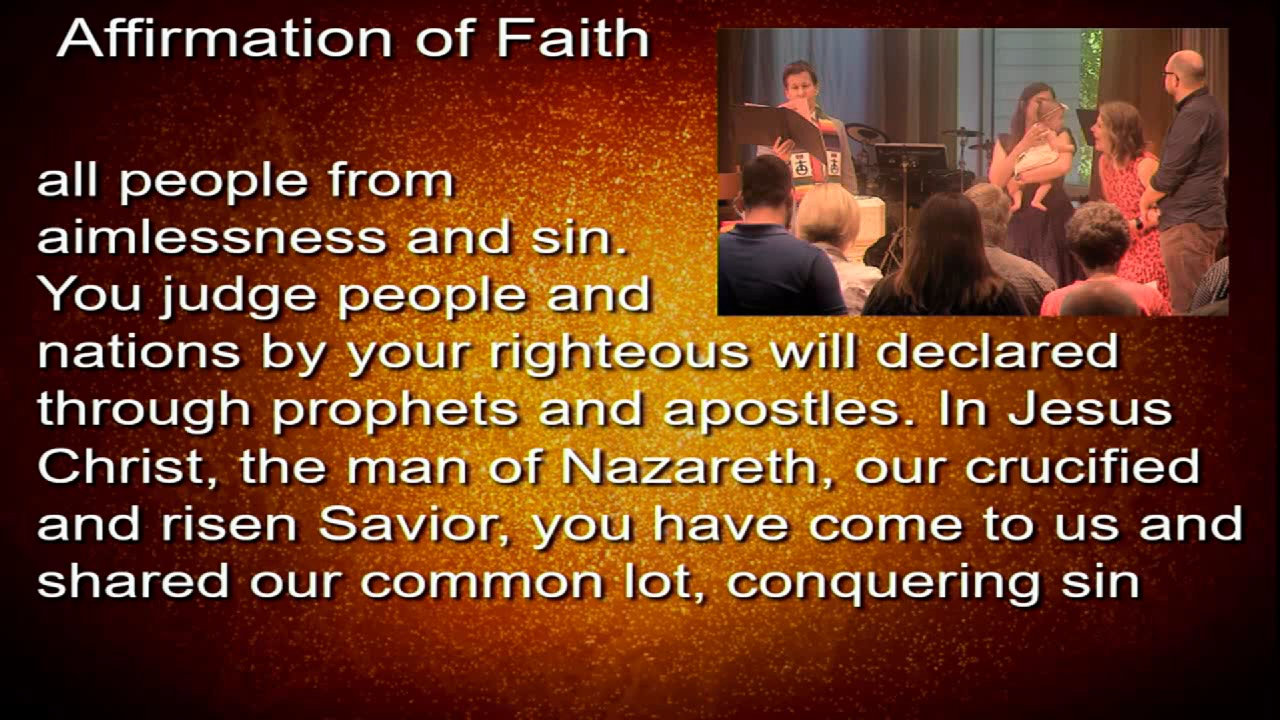 Affirmation of Faith
all people from
aimlessness and sin.
You judge people and
nations by your righteous will declared
through prophets and apostles. In Jesus
Christ, the man of Nazareth, our crucified
and risen Savior, you have come to us and
shared our common lot, conquering sin